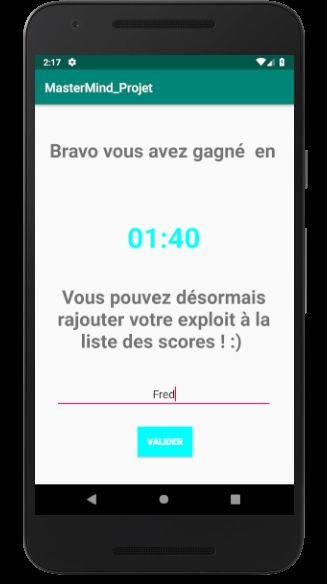 2:17
MasterMind_Projet
Bravo vous avez gagné  en
01:40
Vous pouvez désormais
rajouter votre exploit à la
liste des scores ! :)
Fred
VALIDER